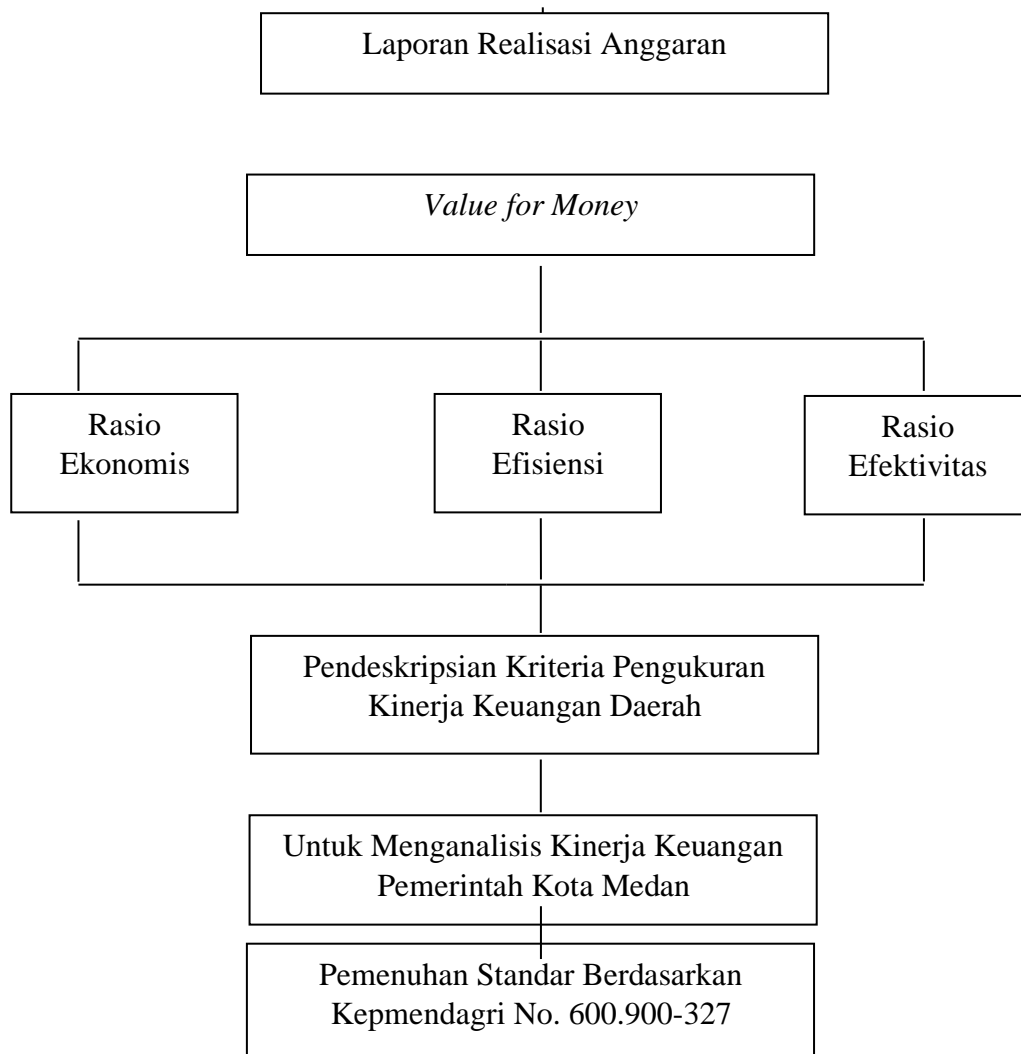 Laporan Realisasi Anggaran
Value for Money
Rasio
Ekonomis
Rasio
Efisiensi
Rasio
Efektivitas
Pendeskripsian Kriteria Pengukuran
Kinerja Keuangan Daerah
Untuk Menganalisis Kinerja Keuangan
Pemerintah Kota Medan
Pemenuhan Standar Berdasarkan
Kepmendagri No. 600.900-327